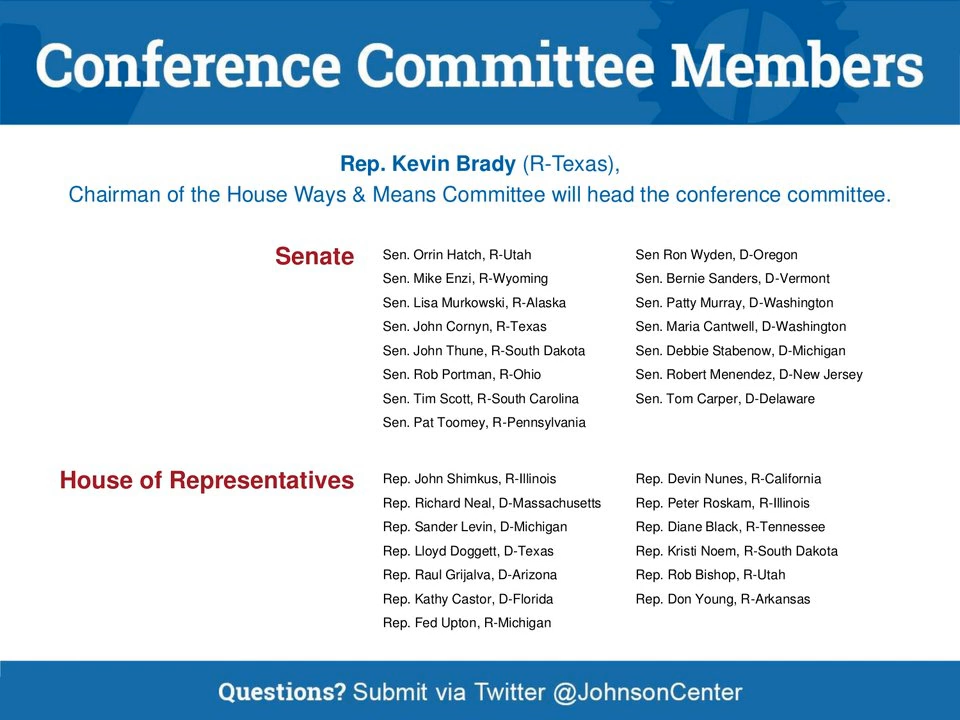 Conference Committee Members
Rep. Kevin Brady (R-Texas),
Chairman of the House Ways & Means Committee will head the conference committee.
Senate
Sen. Orrin Hatch, R-Utah
Sen. Mike Enzi, R-Wyoming
Sen. Lisa Murkowski, R-Alaska
Sen. John Cornyn, R-Texas
Sen. John Thune, R-South Dakota
Sen. Rob Portman, R-Ohio
Sen. Tim Scott, R-South Carolina
Sen. Pat Toomey, R-Pennsylvania
Sen Ron Wyden, D-Oregon
Sen. Bernie Sanders, D-Vermont
Sen. Patty Murray, D-Washington
Sen. Maria Cantwell, D-Washington
Sen. Debbie Stabenow, D-Michigan
Sen. Robert Menendez, D-New Jersey
Sen. Tom Carper, D-Delaware
House of Representatives
Rep. John Shimkus, R-Illinois
Rep. Richard Neal, D-Massachusetts
Rep. Sander Levin, D-Michigan
Rep. Lloyd Doggett, D-Texas
Rep. Raul Grijalva, D-Arizona
Rep. Kathy Castor, D-Florida
Rep. Fed Upton, R-Michigan
Rep. Devin Nunes, R-California
Rep. Peter Roskam, R-Illinois
Rep. Diane Black, R-Tennessee
Rep. Kristi Noem, R-South Dakota
Rep. Rob Bishop, R-Utah
Rep. Don Young, R-Arkansas
Questions? Submit via Twitter @JohnsonCenter